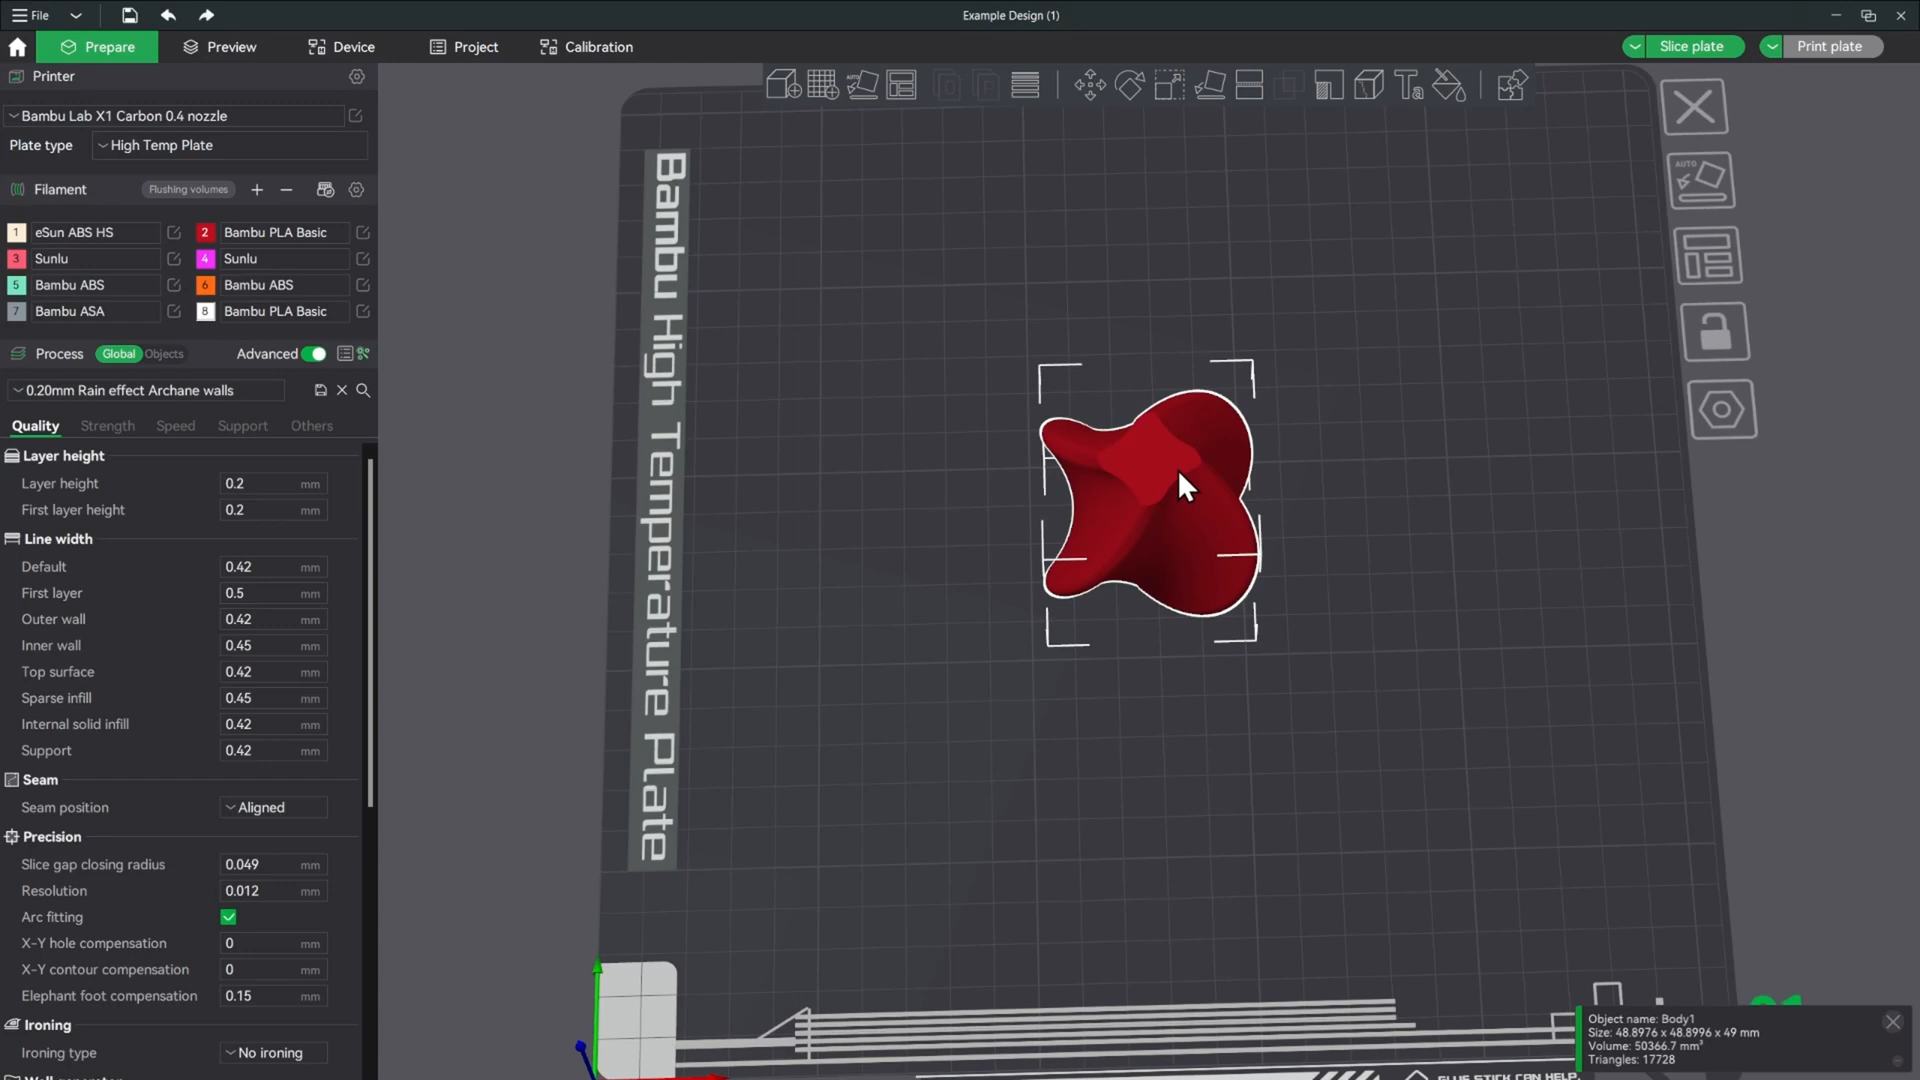 File
Example Design (1)
Prepare
Preview
Device
Project
Calibration
Slice plate
Print plate
Printer
Bambu Lab X1 Carbon 0.4 nozzle
Plate type
High Temp Plate
Filament
Flushing volumes
1 eSun ABS HS
2 Bambu PLA Basic
3 Sunlu
4 Sunlu
5 Bambu ABS
6 Bambu ABS
7 Bambu ASA
8 Bambu PLA Basic
Process
Global
Objects
Advanced
0.20mm Rain effect Archane walls
Quality
Strength
Speed
Support
Others
Layer height
Layer height 0.2 mm
First layer height 0.2 mm
Line width
Default 0.42 mm
First layer 0.5 mm
Outer wall 0.42 mm
Inner wall 0.45 mm
Top surface 0.42 mm
Sparse infill 0.45 mm
Internal solid infill 0.42 mm
Support 0.42 mm
Seam
Seam position Aligned
Precision
Slice gap closing radius 0.049 mm
Resolution 0.012 mm
Arc fitting
X-Y hole compensation 0 mm
X-Y contour compensation 0 mm
Elephant foot compensation 0.15 mm
Ironing
Ironing type No ironing
Bambu High Temperature Plate
AUTO
AUTO
Object name: Body1
Size: 48.8976 x 48.8996 x 49 mm
Volume: 50366.7 mm³
Triangles: 17728
GLUE STICK CAN HELP.